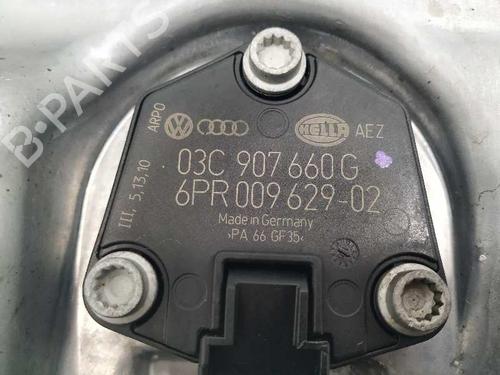 B-PARTS
ARPO
HELLA
AEZ
III, 5,13,10
03C 907 660 G
6PR 009 629-02
Made in Germany
>PA 66 GF35<